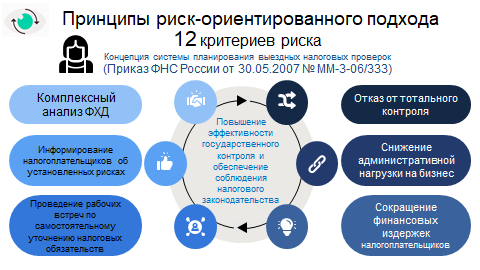 Принципы риск-ориентированного подхода
12 критериев риска
Концепция системы планирования выездных налоговых проверок
(Приказ ФНС России от 30.05.2007 № ММ-3-06/333)
Комплексный
анализ ФХД
Информирование
налогоплательщиков об
установленных рисках
Проведение рабочих
встреч по
самостоятельному
уточнению налоговых
обязательств
Повышение
эффективности
государственного
контроля и
обеспечение
соблюдения
налогового
законодательства
Отказ от тотального
контроля
Снижение
административной
нагрузки на бизнес
Сокращение
финансовых
издержек
налогоплательщиков